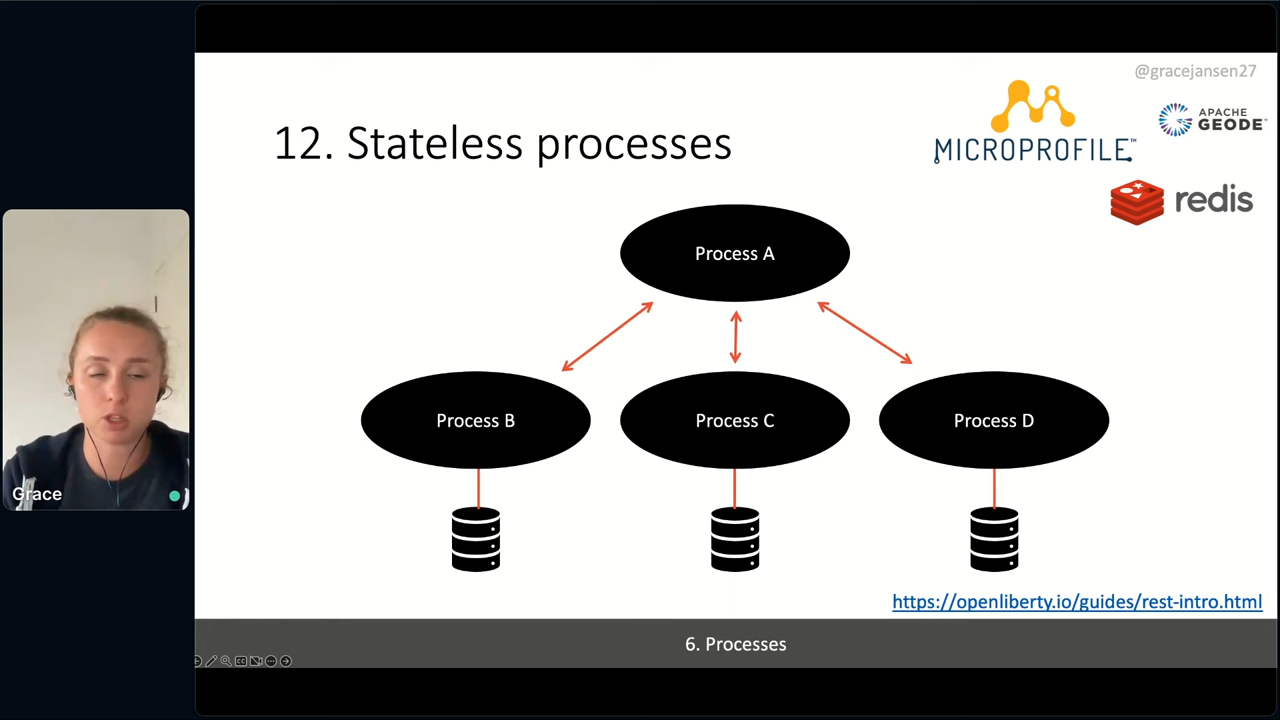 @gracejansen27
12. Stateless processes
MICROPROFILE™
APACHE
GEODE™
redis
Process A
Process B
Process C
Process D
Grace
https://openliberty.io/guides/rest-intro.html
6. Processes